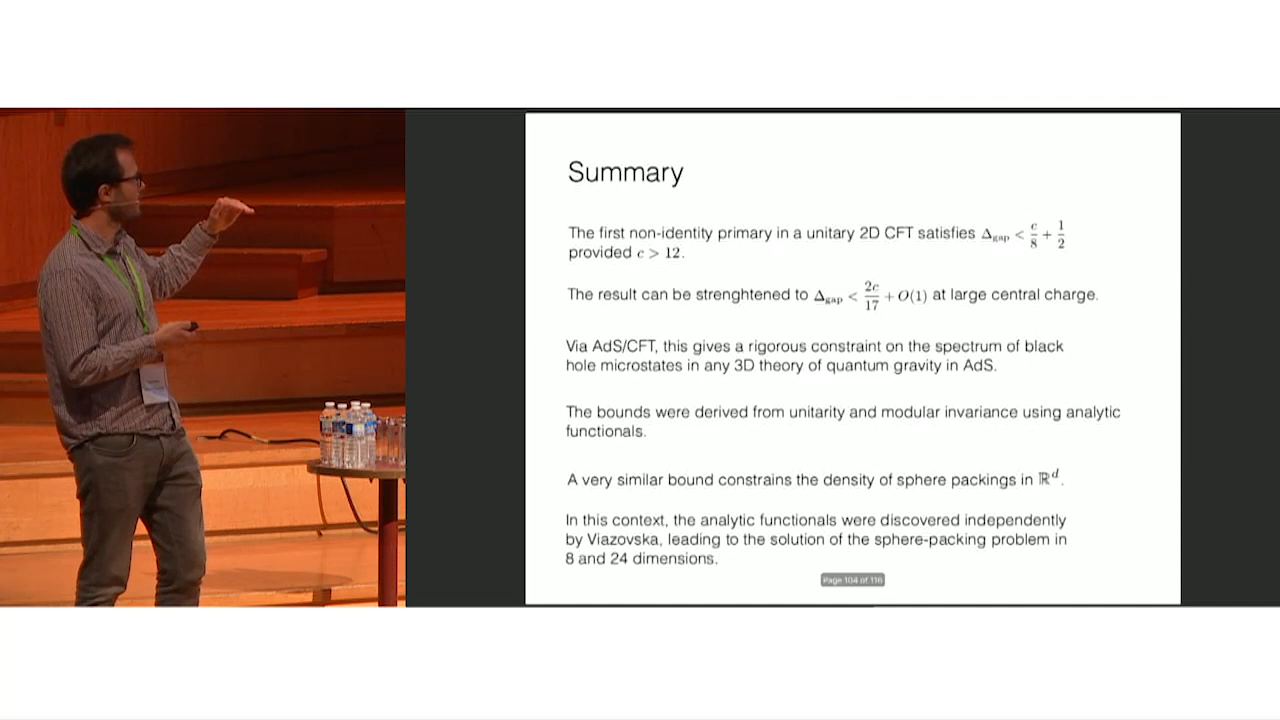 Summary
The first non-identity primary in a unitary 2D CFT satisfies Δ_gap < c/8 + 1/2
provided c > 12.
The result can be strenghtened to Δ_gap < 2c/17 + O(1) at large central charge.
Via AdS/CFT, this gives a rigorous constraint on the spectrum of black
hole microstates in any 3D theory of quantum gravity in AdS.
The bounds were derived from unitarity and modular invariance using analytic
functionals.
A very similar bound constrains the density of sphere packings in ℝ^d.
In this context, the analytic functionals were discovered independently
by Viazovska, leading to the solution of the sphere-packing problem in
8 and 24 dimensions.
Page 104 of 116